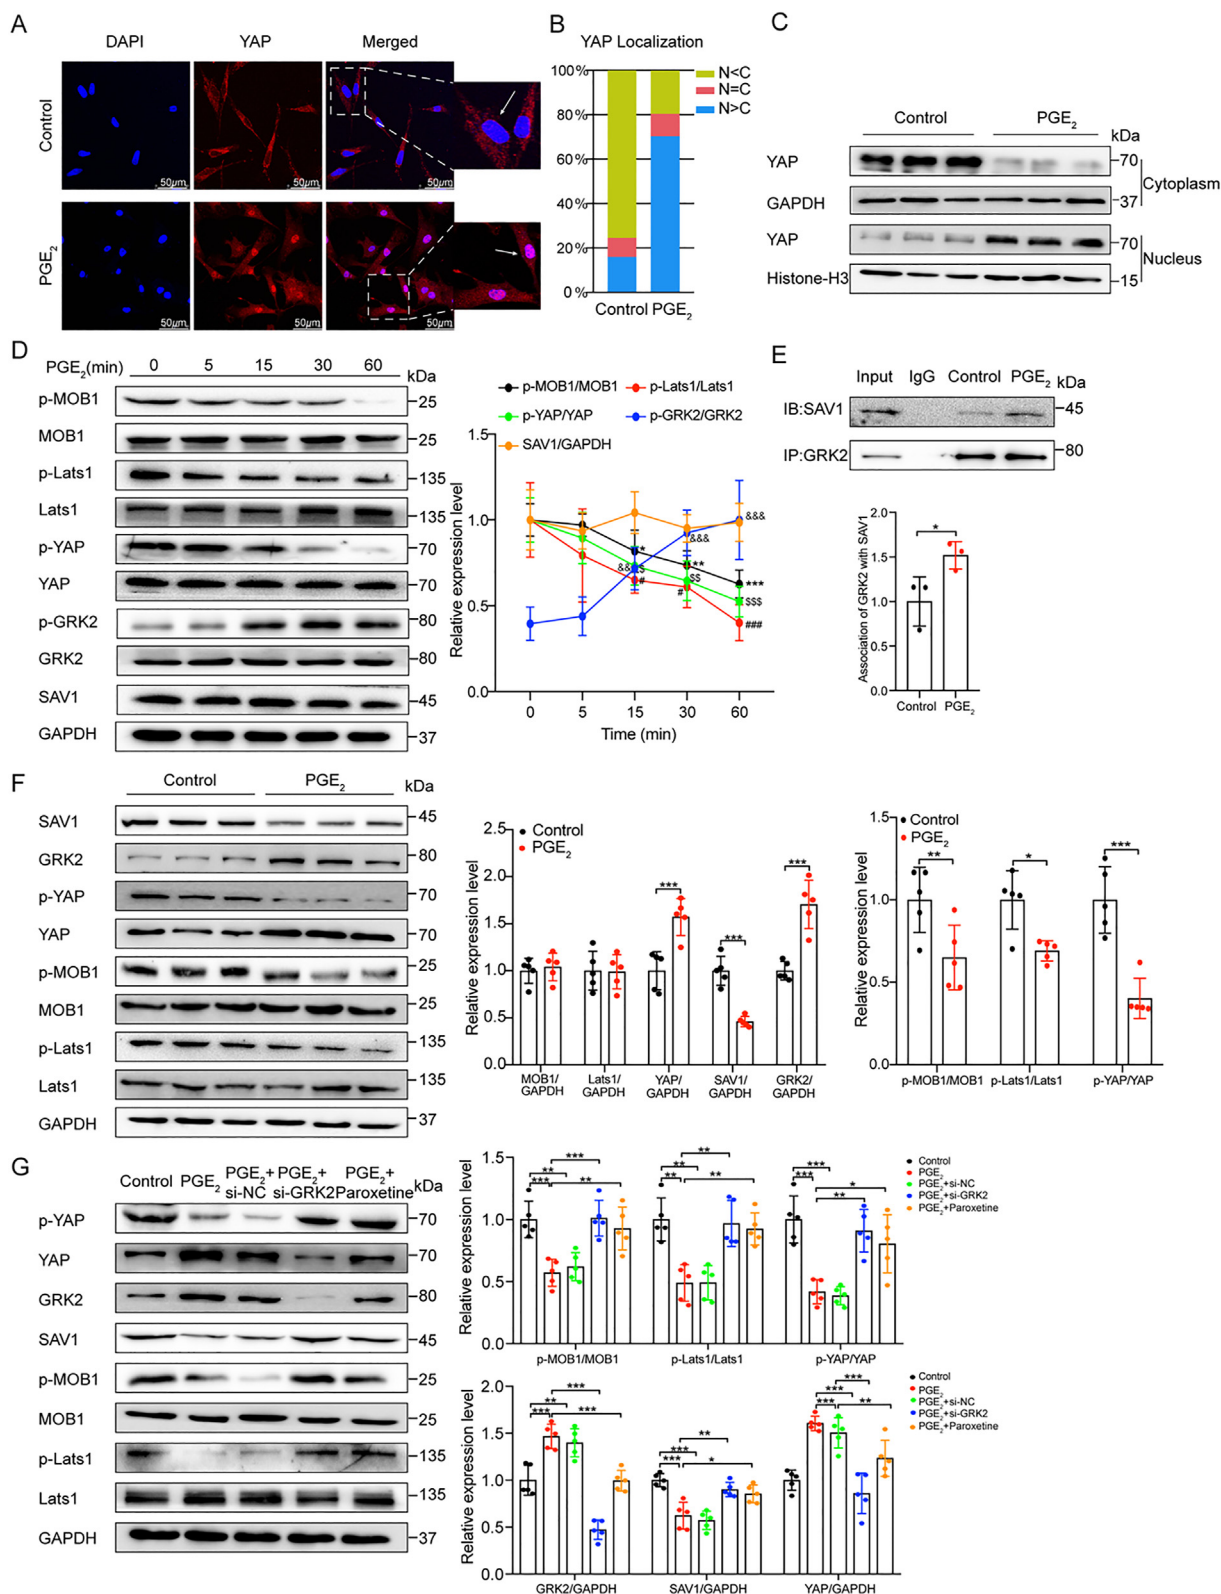 A
DAPI YAP Merged
Control
50μm 50μm 50μm
PGE2
50μm 50μm 50μm
B
YAP Localization
100%
80%
60%
40%
20%
0%
Control PGE2
N<C
N=C
N>C
C
Control PGE2
kDa
YAP 70
GAPDH 37
Cytoplasm
YAP 70
Histone-H3 15
Nucleus
D
PGE2(min) 0 5 15 30 60
kDa
p-MOB1 25
MOB1 25
p-Lats1 135
Lats1 135
p-YAP 70
YAP 70
p-GRK2 80
GRK2 80
SAV1 45
GAPDH 37
p-MOB1/MOB1 p-Lats1/Lats1
p-YAP/YAP p-GRK2/GRK2
SAV1/GAPDH
Relative expression level
1.5
1.0
0.5
0.0
&&& &&&
* ** ***
&& $ $$ $$$
# # ###
0 5 15 30 60
Time (min)
E
Input IgG Control PGE2 kDa
IB:SAV1 45
IP:GRK2 80
Association of GRK2 with SAV1
2.0
1.5
1.0
0.5
0.0
*
Control PGE2
F
Control PGE2 kDa
SAV1 45
GRK2 80
p-YAP 70
YAP 70
p-MOB1 25
MOB1 25
p-Lats1 135
Lats1 135
GAPDH 37
Relative expression level
2.5
2.0
1.5
1.0
0.5
0.0
Control
PGE2
*** *** ***
MOB1/GAPDH Lats1/GAPDH YAP/GAPDH SAV1/GAPDH GRK2/GAPDH
Relative expression level
1.5
1.0
0.5
0.0
Control
PGE2
** * ***
p-MOB1/MOB1 p-Lats1/Lats1 p-YAP/YAP
G
Control PGE2 PGE2+si-NC PGE2+si-GRK2 PGE2+Paroxetine kDa
p-YAP 70
YAP 70
GRK2 80
SAV1 45
p-MOB1 25
MOB1 25
p-Lats1 135
Lats1 135
GAPDH 37
Relative expression level
1.5
1.0
0.5
0.0
*** ** *** **
** ** ** **
*** *** ** *
p-MOB1/MOB1 p-Lats1/Lats1 p-YAP/YAP
Control
PGE2
PGE2+si-NC
PGE2+si-GRK2
PGE2+Paroxetine
Relative expression level
2.0
1.5
1.0
0.5
0.0
*** ** *** ***
*** *** ** *
*** *** *** **
GRK2/GAPDH SAV1/GAPDH YAP/GAPDH
Control
PGE2
PGE2+si-NC
PGE2+si-GRK2
PGE2+Paroxetine